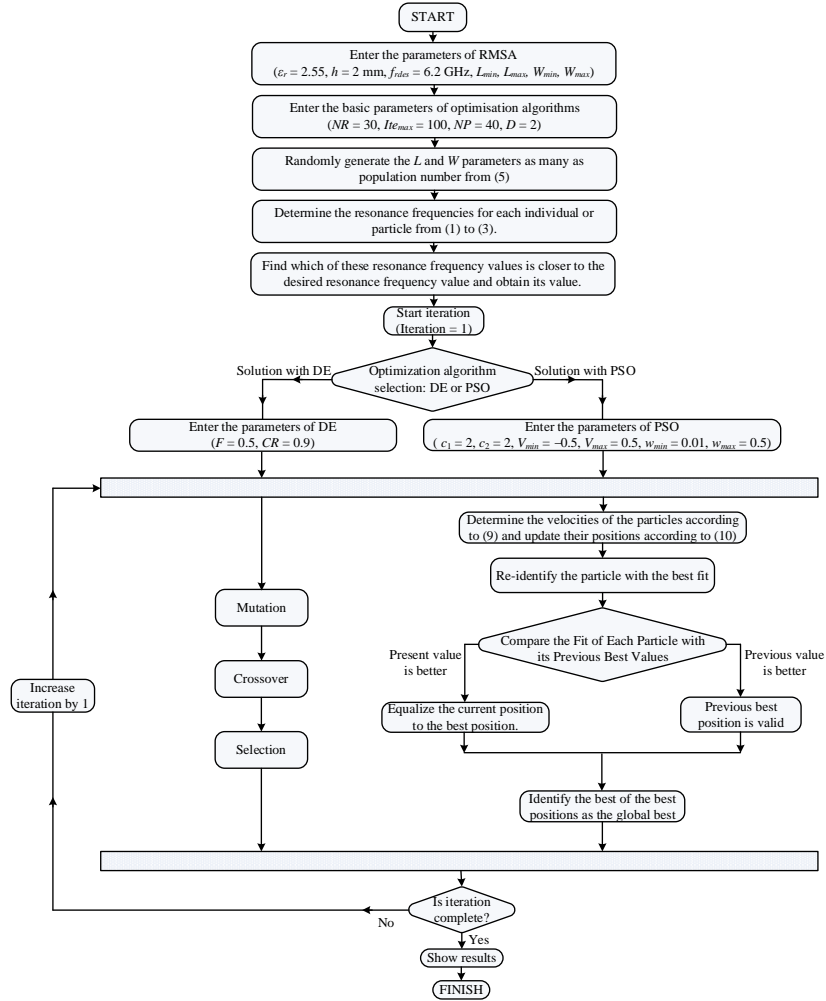 START
Enter the parameters of RMSA
(εr = 2.55, h = 2 mm, frdes = 6.2 GHz, Lmin, Lmax, Wmin, Wmax)
Enter the basic parameters of optimisation algorithms
(NR = 30, Itemax = 100, NP = 40, D = 2)
Randomly generate the L and W parameters as many as
population number from (5)
Determine the resonance frequencies for each individual or
particle from (1) to (3).
Find which of these resonance frequency values is closer to the
desired resonance frequency value and obtain its value.
Start iteration
(Iteration = 1)
Optimization algorithm
selection: DE or PSO
Solution with DE
Solution with PSO
Enter the parameters of DE
(F = 0.5, CR = 0.9)
Enter the parameters of PSO
( c1 = 2, c2 = 2, Vmin = −0.5, Vmax = 0.5, wmin = 0.01, wmax = 0.5)
Mutation
Crossover
Selection
Determine the velocities of the particles according
to (9) and update their positions according to (10)
Re-identify the particle with the best fit
Compare the Fit of Each Particle with
its Previous Best Values
Present value
is better
Previous value
is better
Equalize the current position
to the best position.
Previous best
position is valid
Identify the best of the best
positions as the global best
Increase
iteration by 1
Is iteration
complete?
No
Yes
Show results
FINISH